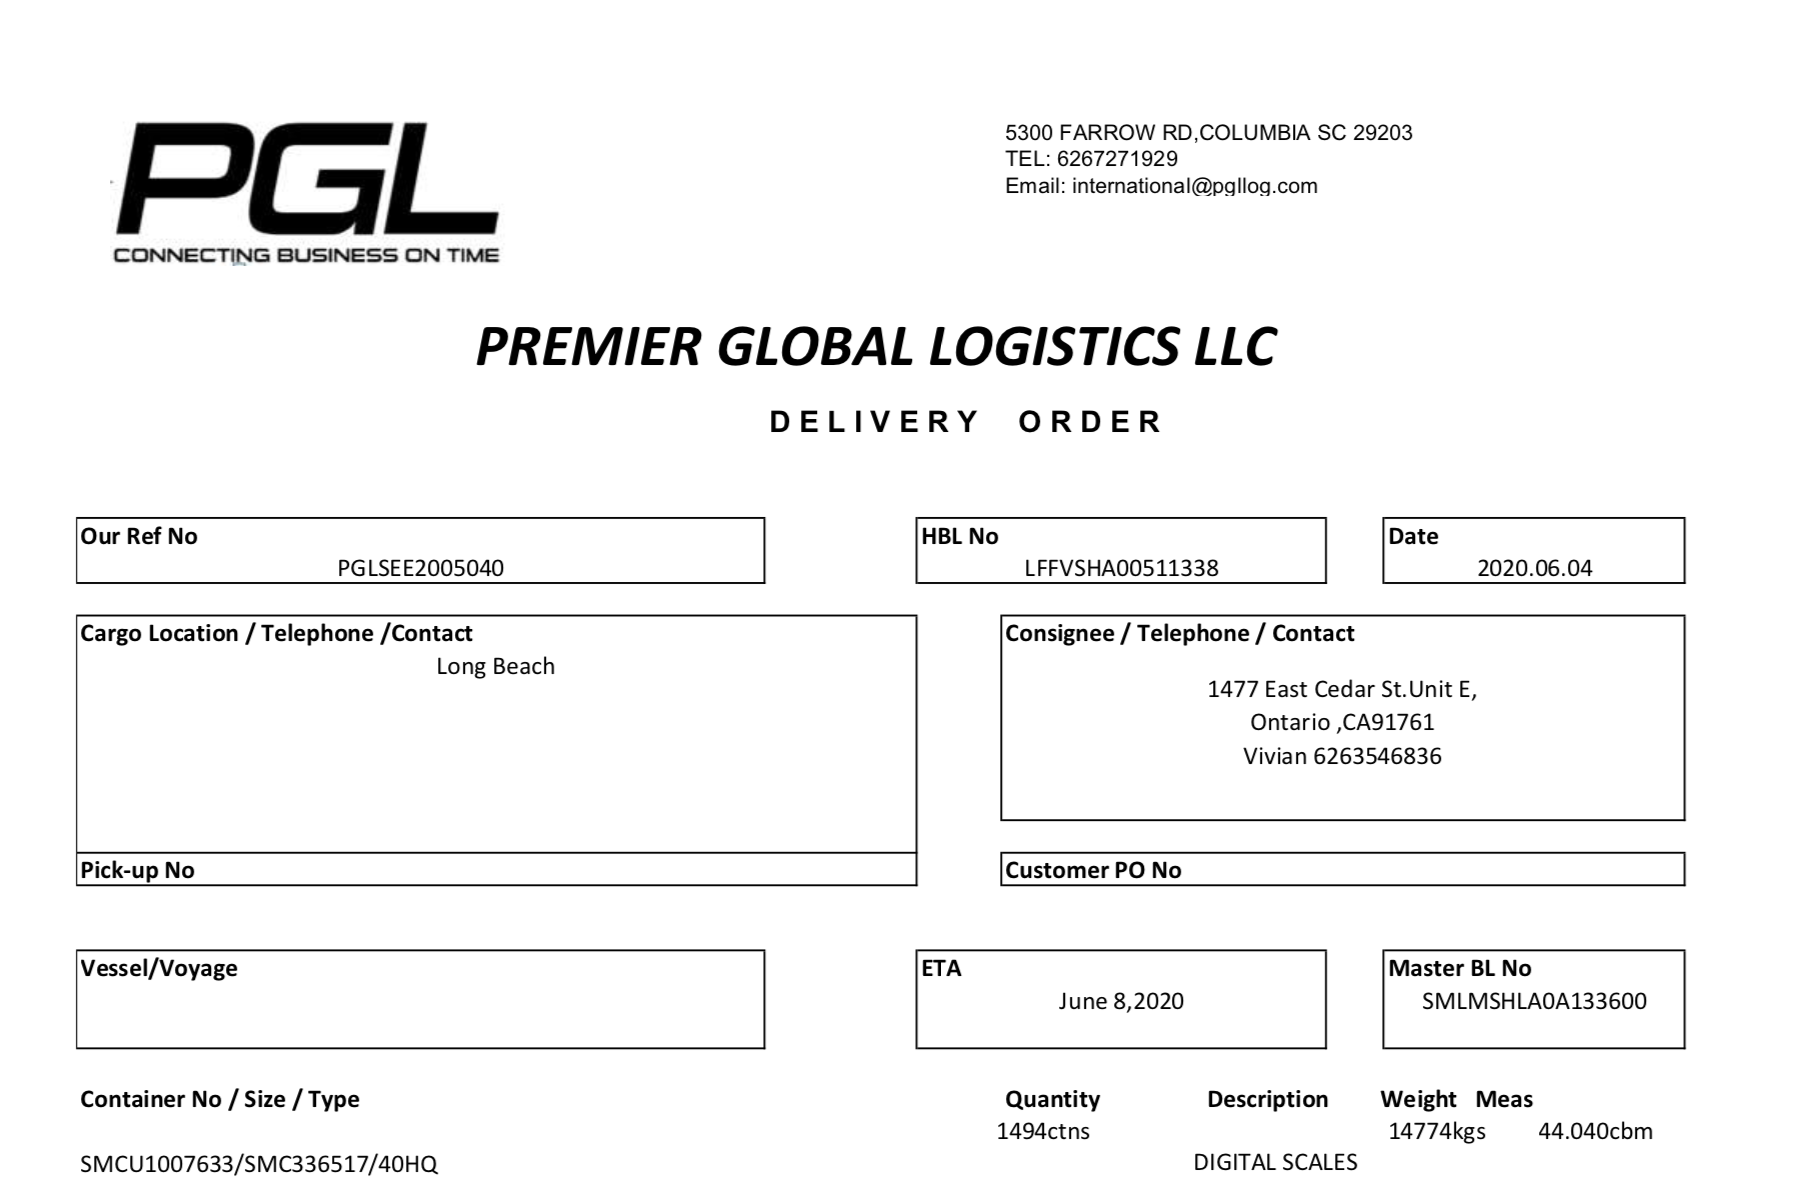 PGL
CONNECTING BUSINESS ON TIME
5300 FARROW RD,COLUMBIA SC 29203
TEL: 6267271929
Email: international@pgllog.com
PREMIER GLOBAL LOGISTICS LLC
DELIVERY ORDER
Our Ref No
PGLSEE2005040
HBL No
LFFVSHA00511338
Date
2020.06.04
Cargo Location / Telephone /Contact
Long Beach
Consignee / Telephone / Contact
1477 East Cedar St.Unit E,
Ontario ,CA91761
Vivian 6263546836
Pick-up No
Customer PO No
Vessel/Voyage
ETA
June 8,2020
Master BL No
SMLMSHLA0A133600
Container No / Size / Type Quantity Description Weight Meas
1494ctns 14774kgs 44.040cbm
SMCU1007633/SMC336517/40HQ DIGITAL SCALES